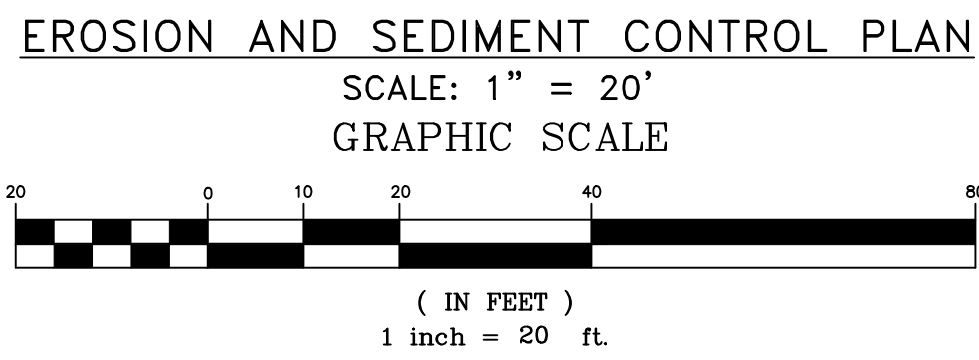 EROSION AND SEDIMENT CONTROL PLAN
SCALE: 1" = 20'
GRAPHIC SCALE
20 0 10 20 40 80
( IN FEET )
1 inch = 20 ft.